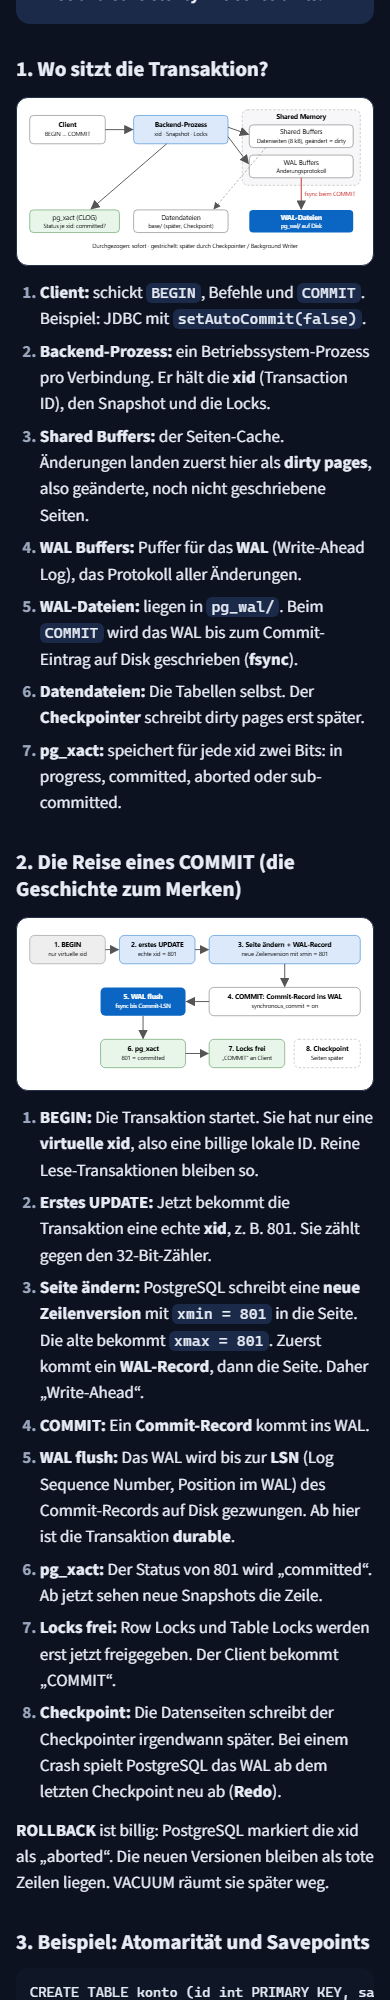 1. Wo sitzt die Transaktion?
Client
BEGIN ... COMMIT
Backend-Prozess
xid · Snapshot · Locks
Shared Memory
Shared Buffers
Datenseiten (8 kB), geändert = dirty
WAL Buffers
Änderungsprotokoll
fsync beim COMMIT
pg_xact (CLOG)
Status je xid: committed?
Datendateien
base/ (später, Checkpoint)
WAL-Dateien
pg_wal/ auf Disk
Durchgezogen: sofort · gestrichelt: später durch Checkpointer / Background Writer
1. Client: schickt BEGIN, Befehle und COMMIT.
Beispiel: JDBC mit setAutoCommit(false).
2. Backend-Prozess: ein Betriebssystem-Prozess
pro Verbindung. Er hält die xid (Transaction
ID), den Snapshot und die Locks.
3. Shared Buffers: der Seiten-Cache.
Änderungen landen zuerst hier als dirty pages,
also geänderte, noch nicht geschriebene
Seiten.
4. WAL Buffers: Puffer für das WAL (Write-Ahead
Log), das Protokoll aller Änderungen.
5. WAL-Dateien: liegen in pg_wal/. Beim
COMMIT wird das WAL bis zum Commit-
Eintrag auf Disk geschrieben (fsync).
6. Datendateien: Die Tabellen selbst. Der
Checkpointer schreibt dirty pages erst später.
7. pg_xact: speichert für jede xid zwei Bits: in
progress, committed, aborted oder sub-
committed.
2. Die Reise eines COMMIT (die
Geschichte zum Merken)
1. BEGIN
nur virtuelle xid
2. erstes UPDATE
echte xid = 801
3. Seite ändern + WAL-Record
neue Zeilenversion mit xmin = 801
5. WAL flush
fsync bis Commit-LSN
4. COMMIT: Commit-Record ins WAL
synchronous_commit = on
6. pg_xact
801 = committed
7. Locks frei
„COMMIT" an Client
8. Checkpoint
Seiten später
1. BEGIN: Die Transaktion startet. Sie hat nur eine
virtuelle xid, also eine billige lokale ID. Reine
Lese-Transaktionen bleiben so.
2. Erstes UPDATE: Jetzt bekommt die
Transaktion eine echte xid, z. B. 801. Sie zählt
gegen den 32-Bit-Zähler.
3. Seite ändern: PostgreSQL schreibt eine neue
Zeilenversion mit xmin = 801 in die Seite.
Die alte bekommt xmax = 801. Zuerst
kommt ein WAL-Record, dann die Seite. Daher
„Write-Ahead“.
4. COMMIT: Ein Commit-Record kommt ins WAL.
5. WAL flush: Das WAL wird bis zur LSN (Log
Sequence Number, Position im WAL) des
Commit-Records auf Disk gezwungen. Ab hier
ist die Transaktion durable.
6. pg_xact: Der Status von 801 wird „committed“.
Ab jetzt sehen neue Snapshots die Zeile.
7. Locks frei: Row Locks und Table Locks werden
erst jetzt freigegeben. Der Client bekommt
„COMMIT“.
8. Checkpoint: Die Datenseiten schreibt der
Checkpointer irgendwann später. Bei einem
Crash spielt PostgreSQL das WAL ab dem
letzten Checkpoint neu ab (Redo).
ROLLBACK ist billig: PostgreSQL markiert die xid
als „aborted“. Die neuen Versionen bleiben als tote
Zeilen liegen. VACUUM räumt sie später weg.
3. Beispiel: Atomarität und Savepoints
CREATE TABLE konto (id int PRIMARY KEY, sa